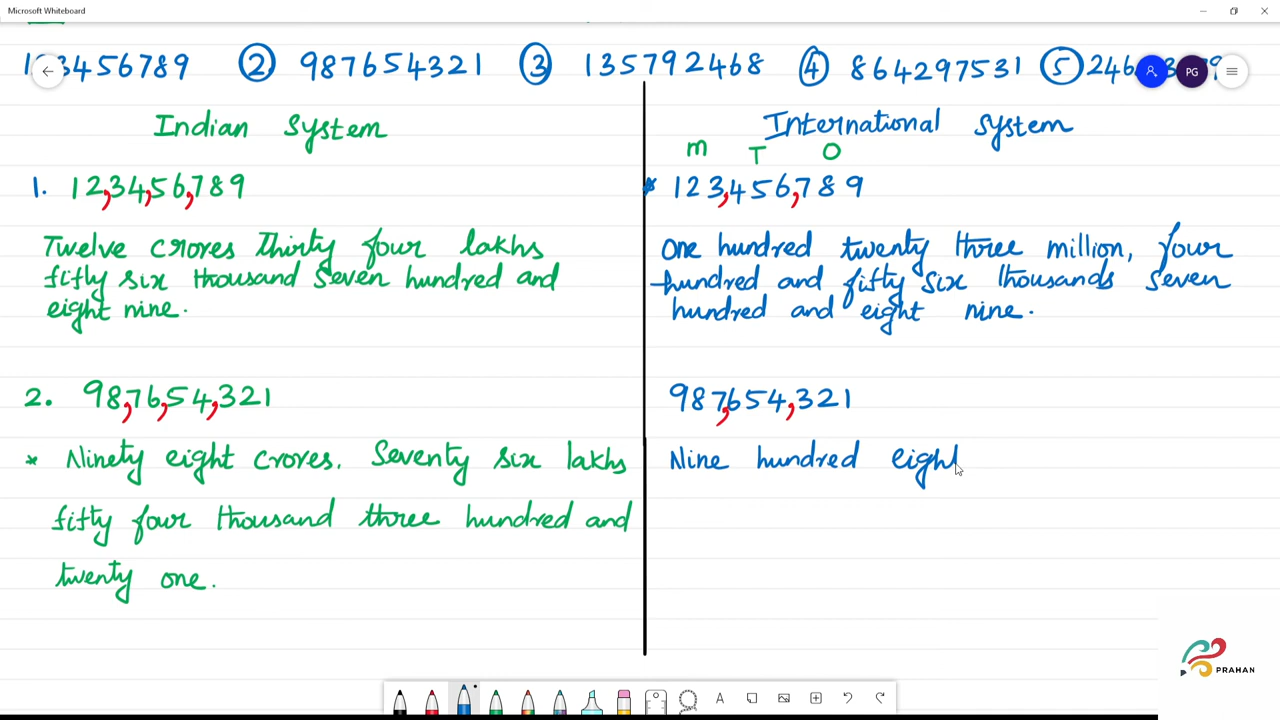 Microsoft Whiteboard
3456789 ② 987654321 ③ 135792468 ④ 864297531 ⑤ 246
PG
Indian System
International system
m T O
1. 12,34,56,789
* 123,456,789
Twelve crores thirty four lakhs
fifty six thousand seven hundred and
eight nine.
One hundred twenty three million, four
hundred and fifty six thousands seven
hundred and eight nine.
2. 98,76,54,321
987,654,321
* Ninety eight crores. Seventy six lakhs
fifty four thousand three hundred and
twenty one.
Nine hundred eight
A
PRAHAN